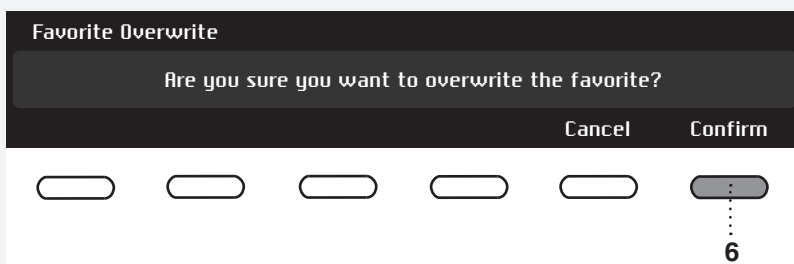 Favorite Overwrite
Are you sure you want to overwrite the favorite?
Cancel Confirm
6